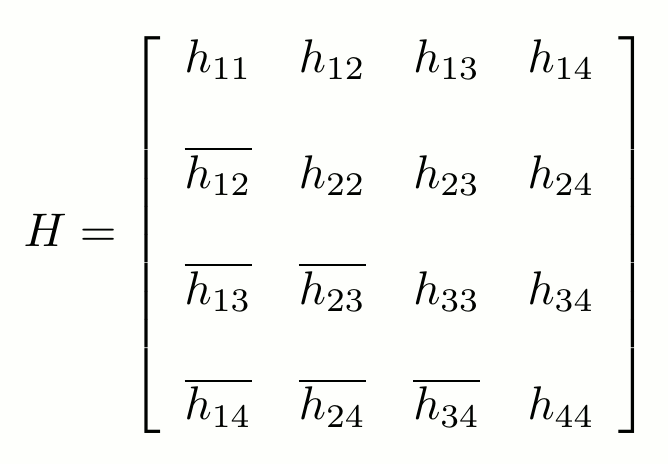 h₁₁ h₁₂ h₁₃ h₁₄
h̅₁₂ h₂₂ h₂₃ h₂₄
H =
h̅₁₃ h̅₂₃ h₃₃ h₃₄
h̅₁₄ h̅₂₄ h̅₃₄ h₄₄